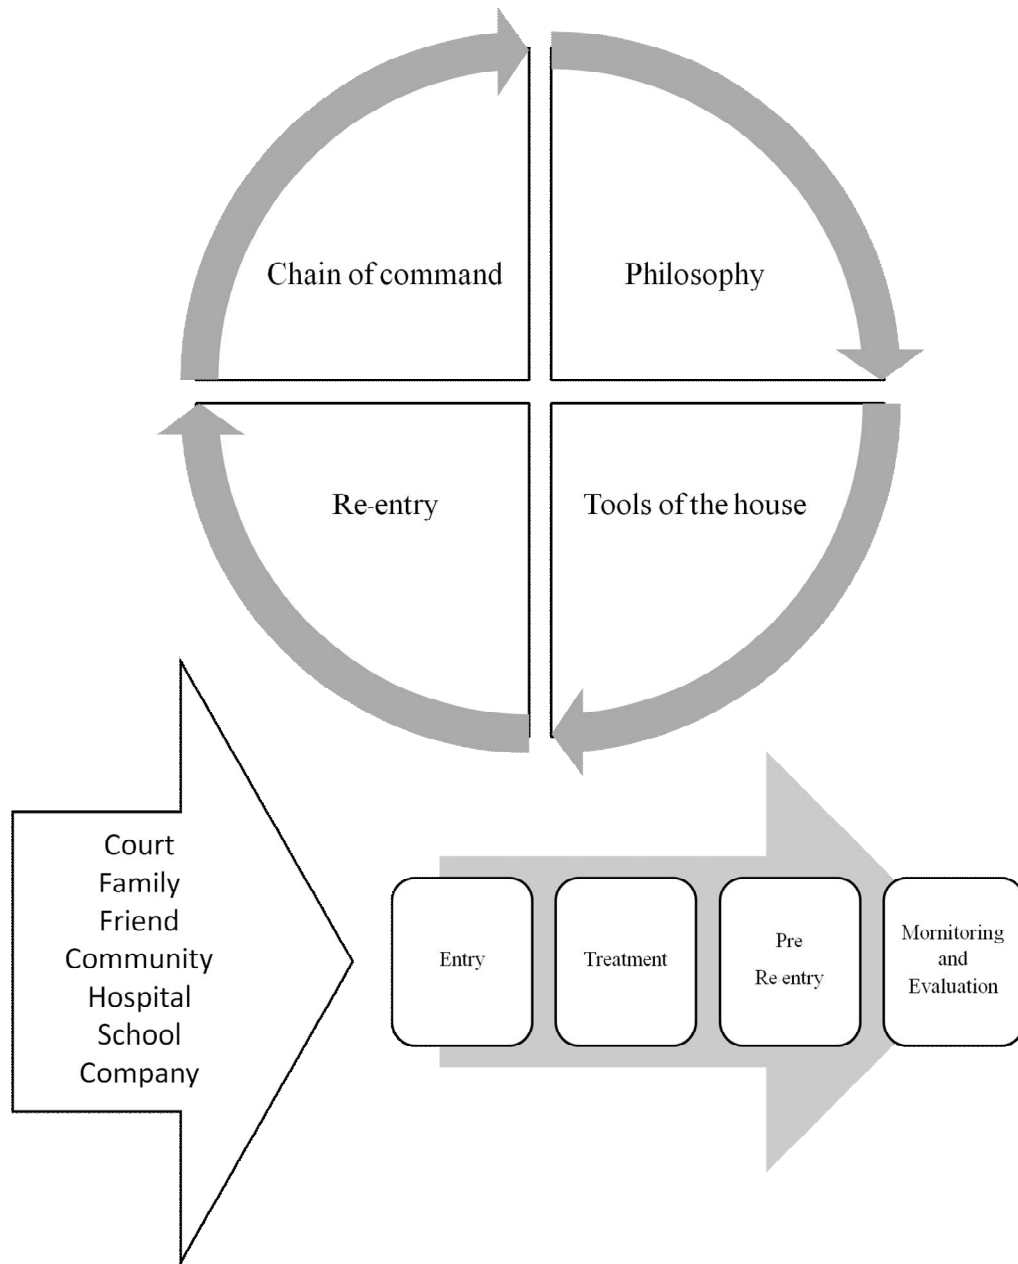 Chain of command
Philosophy
Re-entry
Tools of the house
Court
Family
Friend
Community
Hospital
School
Company
Entry
Treatment
Pre
Re-entry
Mornitoring
and
Evaluation